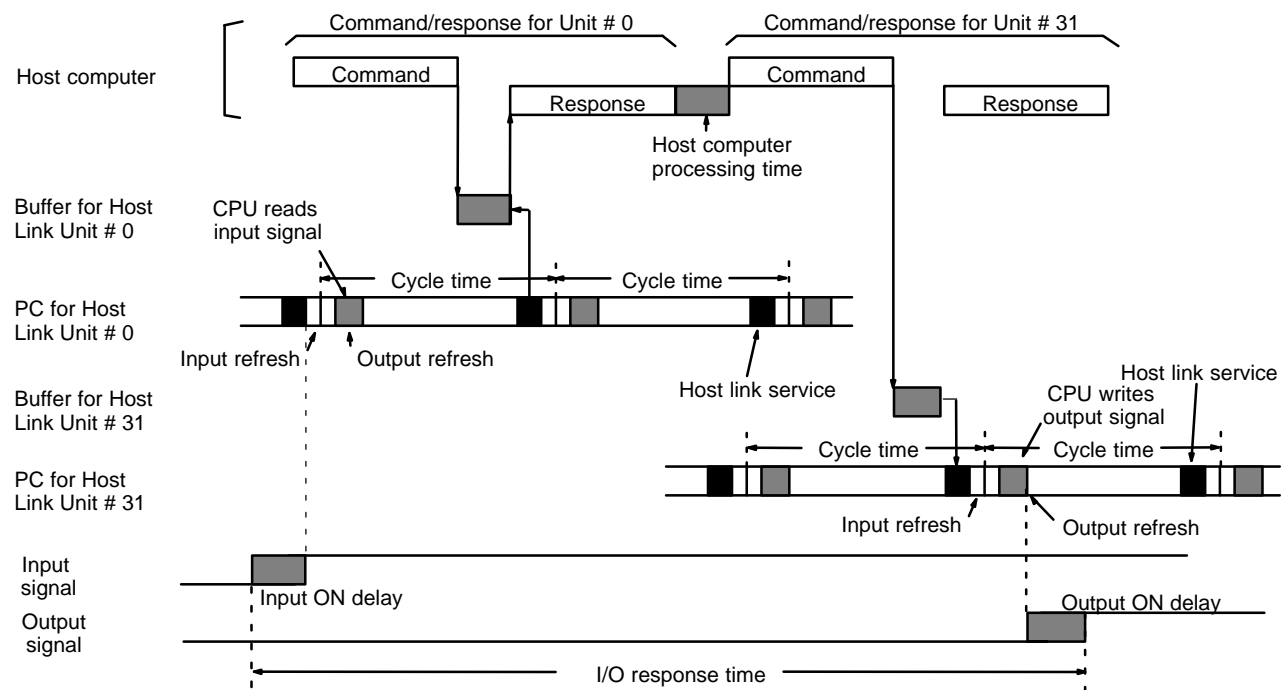 Command/response for Unit # 0
Command/response for Unit # 31
Host computer
Command
Command
Response
Response
Host computer
processing time
Buffer for Host
Link Unit # 0
CPU reads
input signal
Cycle time
Cycle time
PC for Host
Link Unit # 0
Input refresh
Output refresh
Host link service
Host link service
Buffer for Host
Link Unit # 31
CPU writes
output signal
Cycle time
Cycle time
PC for Host
Link Unit # 31
Input refresh
Output refresh
Input
signal
Input ON delay
Output ON delay
Output
signal
I/O response time